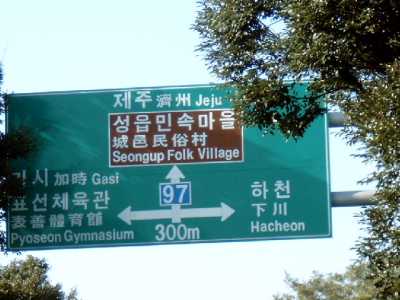 제주 濟州 Jeju
성읍민속마을
城邑民俗村
Seongup Folk Village
가시 加時 Gasi
표선체육관
表善體育館
Pyoseon Gymnasium
97
300m
하천
下川
Hacheon